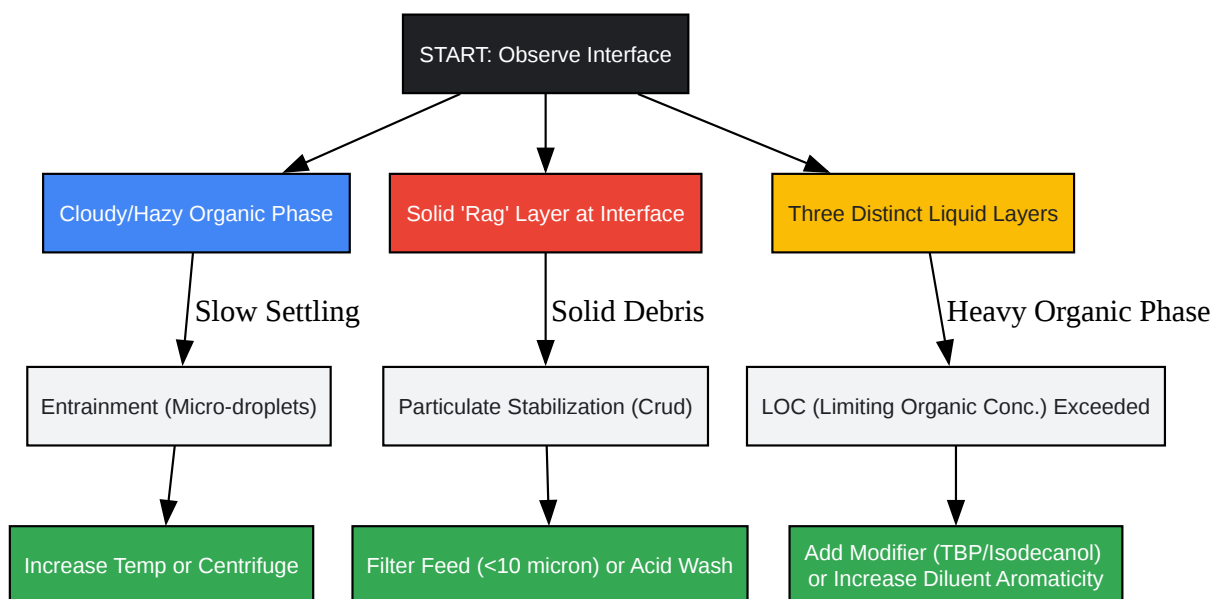 START: Observe Interface
Cloudy/Hazy Organic Phase
Solid 'Rag' Layer at Interface
Three Distinct Liquid Layers
Slow Settling
Solid Debris
Heavy Organic Phase
Entrainment (Micro-droplets)
Particulate Stabilization (Crud)
LOC (Limiting Organic Conc.) Exceeded
Increase Temp or Centrifuge
Filter Feed (<10 micron) or Acid Wash
Add Modifier (TBP/Isodecanol)
or Increase Diluent Aromaticity